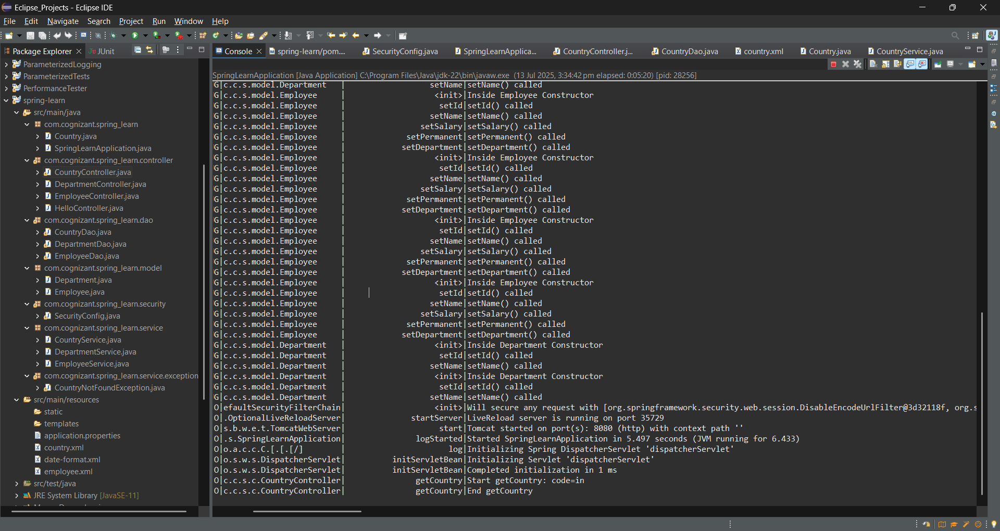 Eclipse_Projects - Eclipse IDE
File Edit Navigate Search Project Run Window Help
Package Explorer
JUnit
Console
spring-learn/pom....
SecurityConfig.java
SpringLearnApplica...
CountryController.j...
CountryDao.java
country.xml
Country.java
CountryService.java
ParameterizedLogging
ParameterizedTests
PerformanceTester
spring-learn
src/main/java
com.cognizant.spring_learn
Country.java
SpringLearnApplication.java
com.cognizant.spring_learn.controller
CountryController.java
DepartmentController.java
EmployeeController.java
HelloController.java
com.cognizant.spring_learn.dao
CountryDao.java
DepartmentDao.java
EmployeeDao.java
com.cognizant.spring_learn.model
Department.java
Employee.java
com.cognizant.spring_learn.security
SecurityConfig.java
com.cognizant.spring_learn.service
CountryService.java
DepartmentService.java
EmployeeService.java
com.cognizant.spring_learn.service.exception
CountryNotFoundException.java
src/main/resources
static
templates
application.properties
country.xml
date-format.xml
employee.xml
src/test/java
JRE System Library [JavaSE-11]
SpringLearnApplication [Java Application] C:\Program Files\Java\jdk-22\bin\javaw.exe (13 Jul 2025, 3:34:42 pm elapsed: 0:05:20) [pid: 28256]
G|c.c.s.model.Department | setName|setName() called
G|c.c.s.model.Employee | <init>|Inside Employee Constructor
G|c.c.s.model.Employee | setId|setId() called
G|c.c.s.model.Employee | setName|setName() called
G|c.c.s.model.Employee | setSalary|setSalary() called
G|c.c.s.model.Employee | setPermanent|setPermanent() called
G|c.c.s.model.Employee | setDepartment|setDepartment() called
G|c.c.s.model.Employee | <init>|Inside Employee Constructor
G|c.c.s.model.Employee | setId|setId() called
G|c.c.s.model.Employee | setName|setName() called
G|c.c.s.model.Employee | setSalary|setSalary() called
G|c.c.s.model.Employee | setPermanent|setPermanent() called
G|c.c.s.model.Employee | setDepartment|setDepartment() called
G|c.c.s.model.Employee | <init>|Inside Employee Constructor
G|c.c.s.model.Employee | setId|setId() called
G|c.c.s.model.Employee | setName|setName() called
G|c.c.s.model.Employee | setSalary|setSalary() called
G|c.c.s.model.Employee | setPermanent|setPermanent() called
G|c.c.s.model.Employee | setDepartment|setDepartment() called
G|c.c.s.model.Employee | <init>|Inside Employee Constructor
G|c.c.s.model.Employee | setId|setId() called
G|c.c.s.model.Employee | setName|setName() called
G|c.c.s.model.Employee | setSalary|setSalary() called
G|c.c.s.model.Employee | setPermanent|setPermanent() called
G|c.c.s.model.Employee | setDepartment|setDepartment() called
G|c.c.s.model.Department | <init>|Inside Department Constructor
G|c.c.s.model.Department | setId|setId() called
G|c.c.s.model.Department | setName|setName() called
G|c.c.s.model.Department | <init>|Inside Department Constructor
G|c.c.s.model.Department | setId|setId() called
G|c.c.s.model.Department | setName|setName() called
O|efaultSecurityFilterChain| <init>|Will secure any request with [org.springframework.security.web.session.DisableEncodeUrlFilter@3d32118f, org.s
O|.OptionalLiveReloadServer| startServer|LiveReload server is running on port 35729
O|s.b.w.e.t.TomcatWebServer| start|Tomcat started on port(s): 8080 (http) with context path ''
O|.s.SpringLearnApplication| logStarted|Started SpringLearnApplication in 5.497 seconds (JVM running for 6.433)
O|o.a.c.c.C.[.[.[/] | log|Initializing Spring DispatcherServlet 'dispatcherServlet'
O|o.s.w.s.DispatcherServlet| initServletBean|Initializing Servlet 'dispatcherServlet'
O|o.s.w.s.DispatcherServlet| initServletBean|Completed initialization in 1 ms
O|c.c.s.c.CountryController| getCountry|Start getCountry: code=in
O|c.c.s.c.CountryController| getCountry|End getCountry